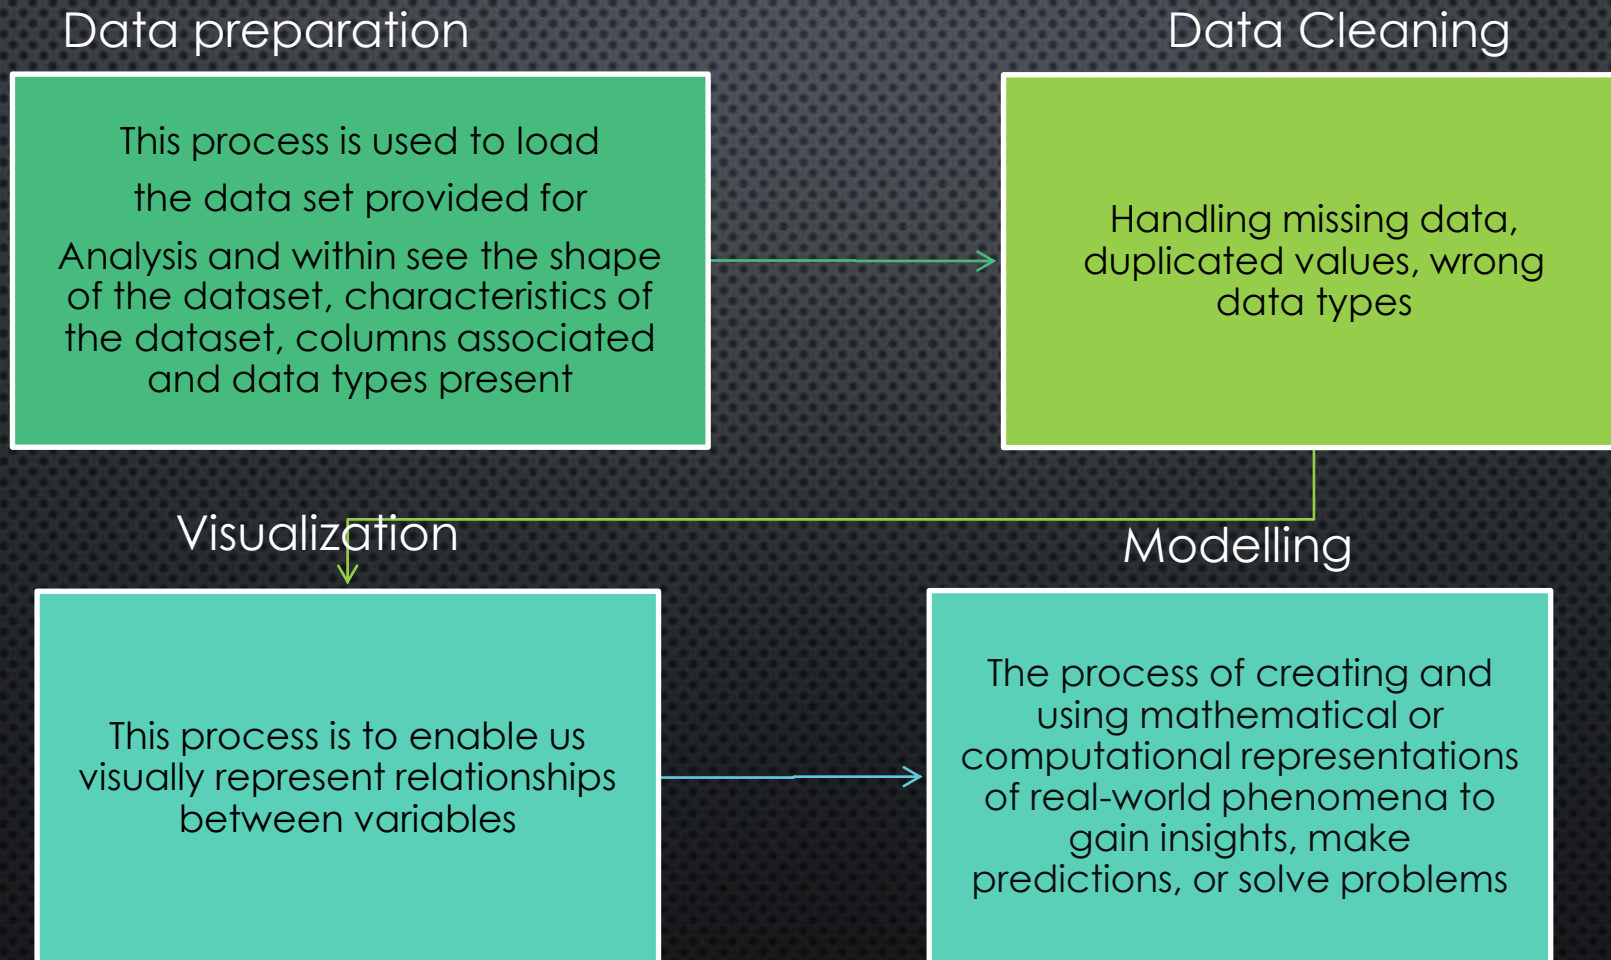 Data preparation
This process is used to load
the data set provided for
Analysis and within see the shape
of the dataset, characteristics of
the dataset, columns associated
and data types present
Data Cleaning
Handling missing data,
duplicated values, wrong
data types
Visualization
This process is to enable us
visually represent relationships
between variables
Modelling
The process of creating and
using mathematical or
computational representations
of real-world phenomena to
gain insights, make
predictions, or solve problems